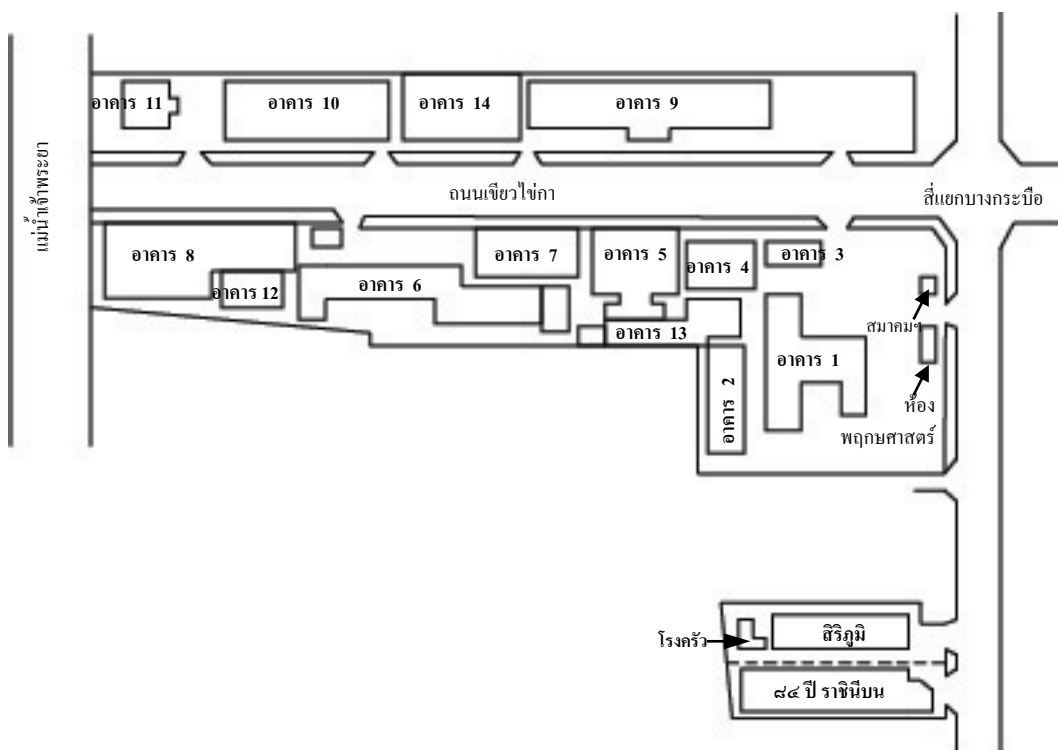 อาคาร 11
อาคาร 10
อาคาร 14
อาคาร 9
แม่น้ำเจ้าพระยา
ถนนเขียวไข่กา
สี่แยกบางกระบือ
อาคาร 8
อาคาร 7
อาคาร 5
อาคาร 4
อาคาร 3
อาคาร 12
อาคาร 6
สมาคมฯ
อาคาร 13
อาคาร 1
อาคาร 2
ห้อง
พฤกษศาสตร์
โรงครัว
สิริภูมิ
๘๔ ปี ราชินีบน